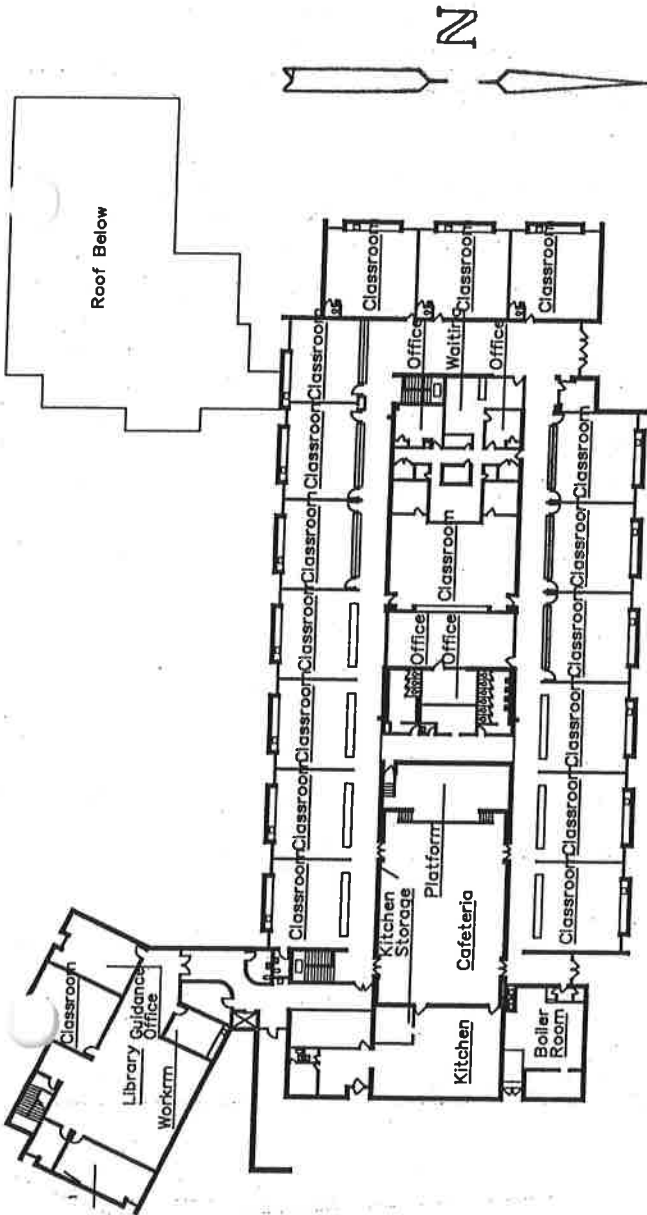 N
Roof Below
Classroom
Classroom
Classroom
Classroom
Classroom
Classroom
Classroom
Classroom
Classroom
Classroom
Office
Waiting
Office
Classroom
Office
Office
Platform
Kitchen
Storage
Cafeteria
Kitchen
Boiler
Room
Classroom
Classroom
Classroom
Classroom
Classroom
Classroom
Classroom
Guidance
Office
Library
Workrm